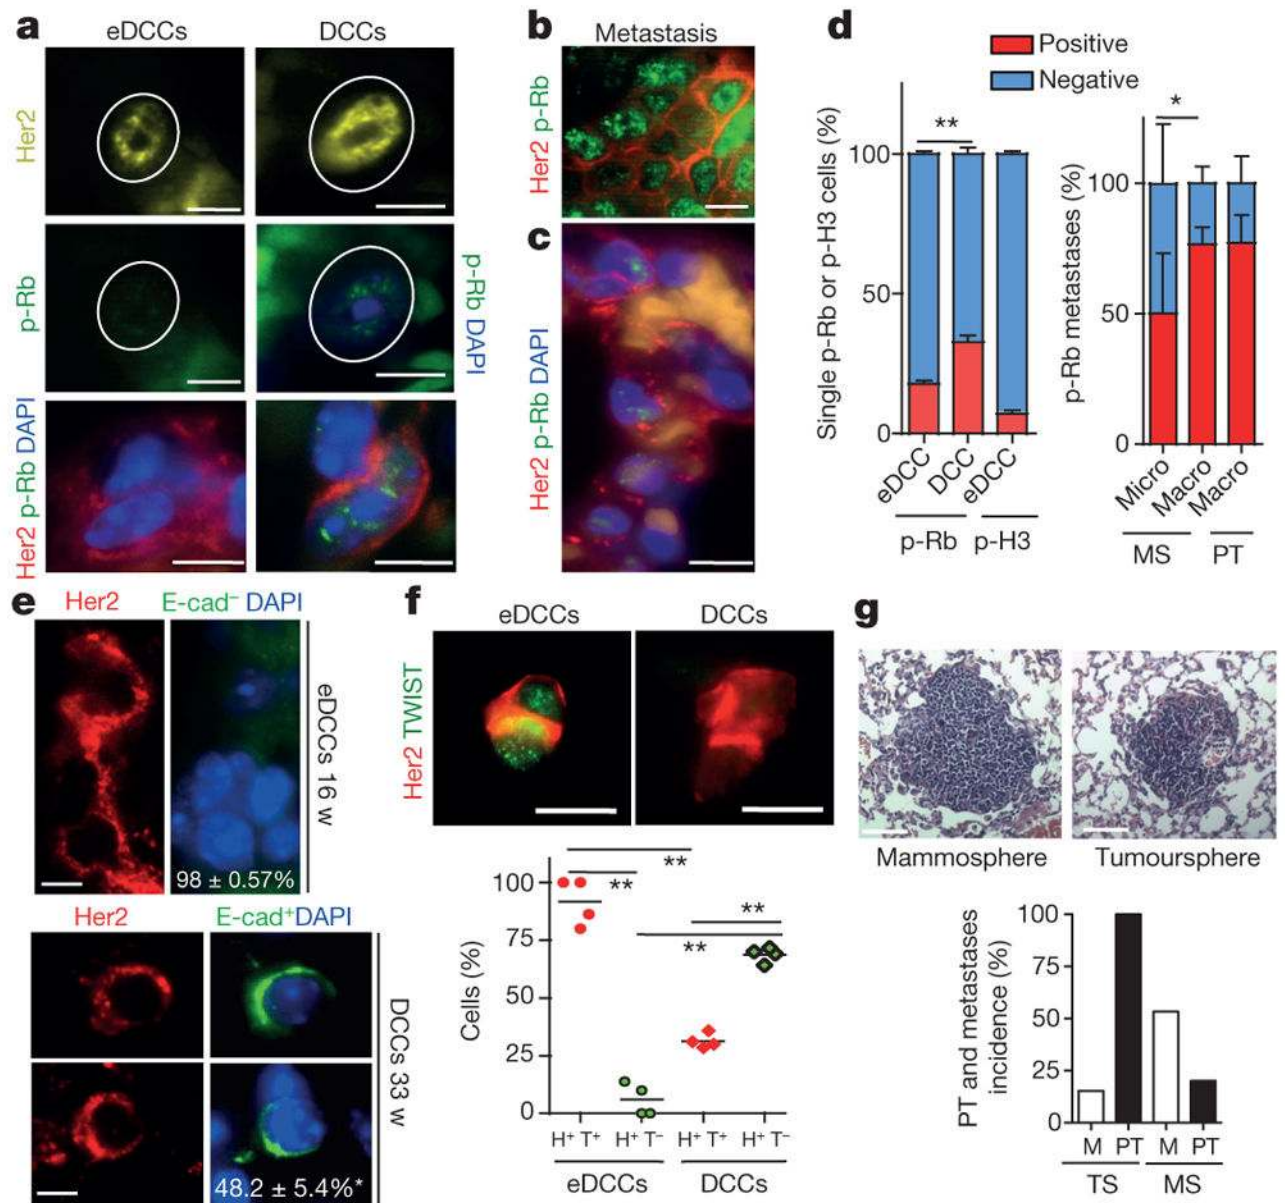 a
eDCCs
DCCs
Her2
p-Rb
p-Rb DAPI
Her2 p-Rb DAPI
b
Metastasis
Her2 p-Rb
c
Her2 p-Rb DAPI
d
Positive
Negative
Single p-Rb or p-H3 cells (%)
**
100
50
0
eDCC
DCC
eDCC
p-Rb
p-H3
p-Rb metastases (%)
*
100
50
0
Micro
Macro
Macro
MS
PT
e
Her2
E-cad⁻ DAPI
98 ± 0.57%
eDCCs 16 w
Her2
E-cad⁺DAPI
48.2 ± 5.4%*
DCCs 33 w
f
eDCCs
DCCs
Her2 TWIST
Cells (%)
100
75
50
25
0
**
**
**
**
H⁺ T⁺
H⁺ T⁻
H⁺ T⁺
H⁺ T⁻
eDCCs
DCCs
g
Mammosphere
Tumoursphere
PT and metastases
incidence (%)
100
50
25
0
M
PT
M
PT
TS
MS